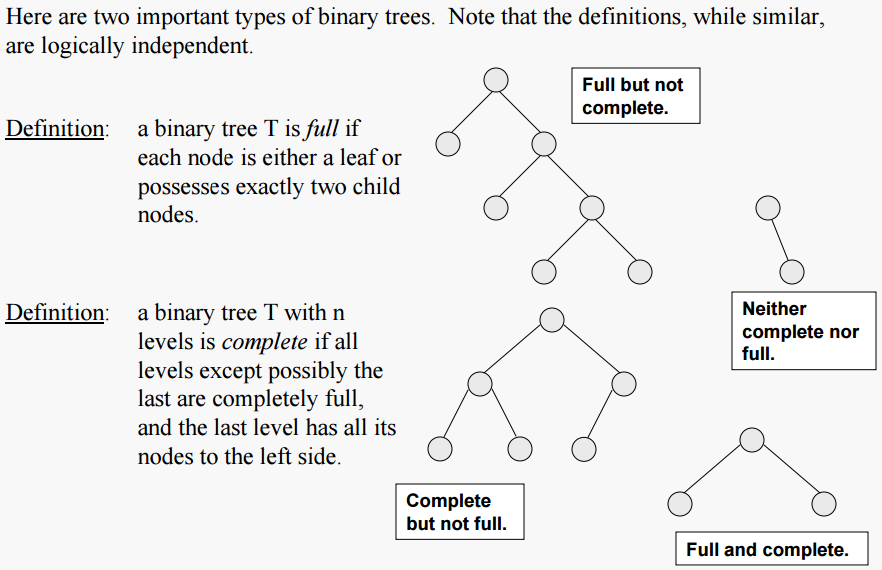 Here are two important types of binary trees. Note that the definitions, while similar,
are logically independent.
Definition: a binary tree T is full if
each node is either a leaf or
possesses exactly two child
nodes.
Full but not
complete.
Definition: a binary tree T with n
levels is complete if all
levels except possibly the
last are completely full,
and the last level has all its
nodes to the left side.
Neither
complete nor
full.
Complete
but not full.
Full and complete.